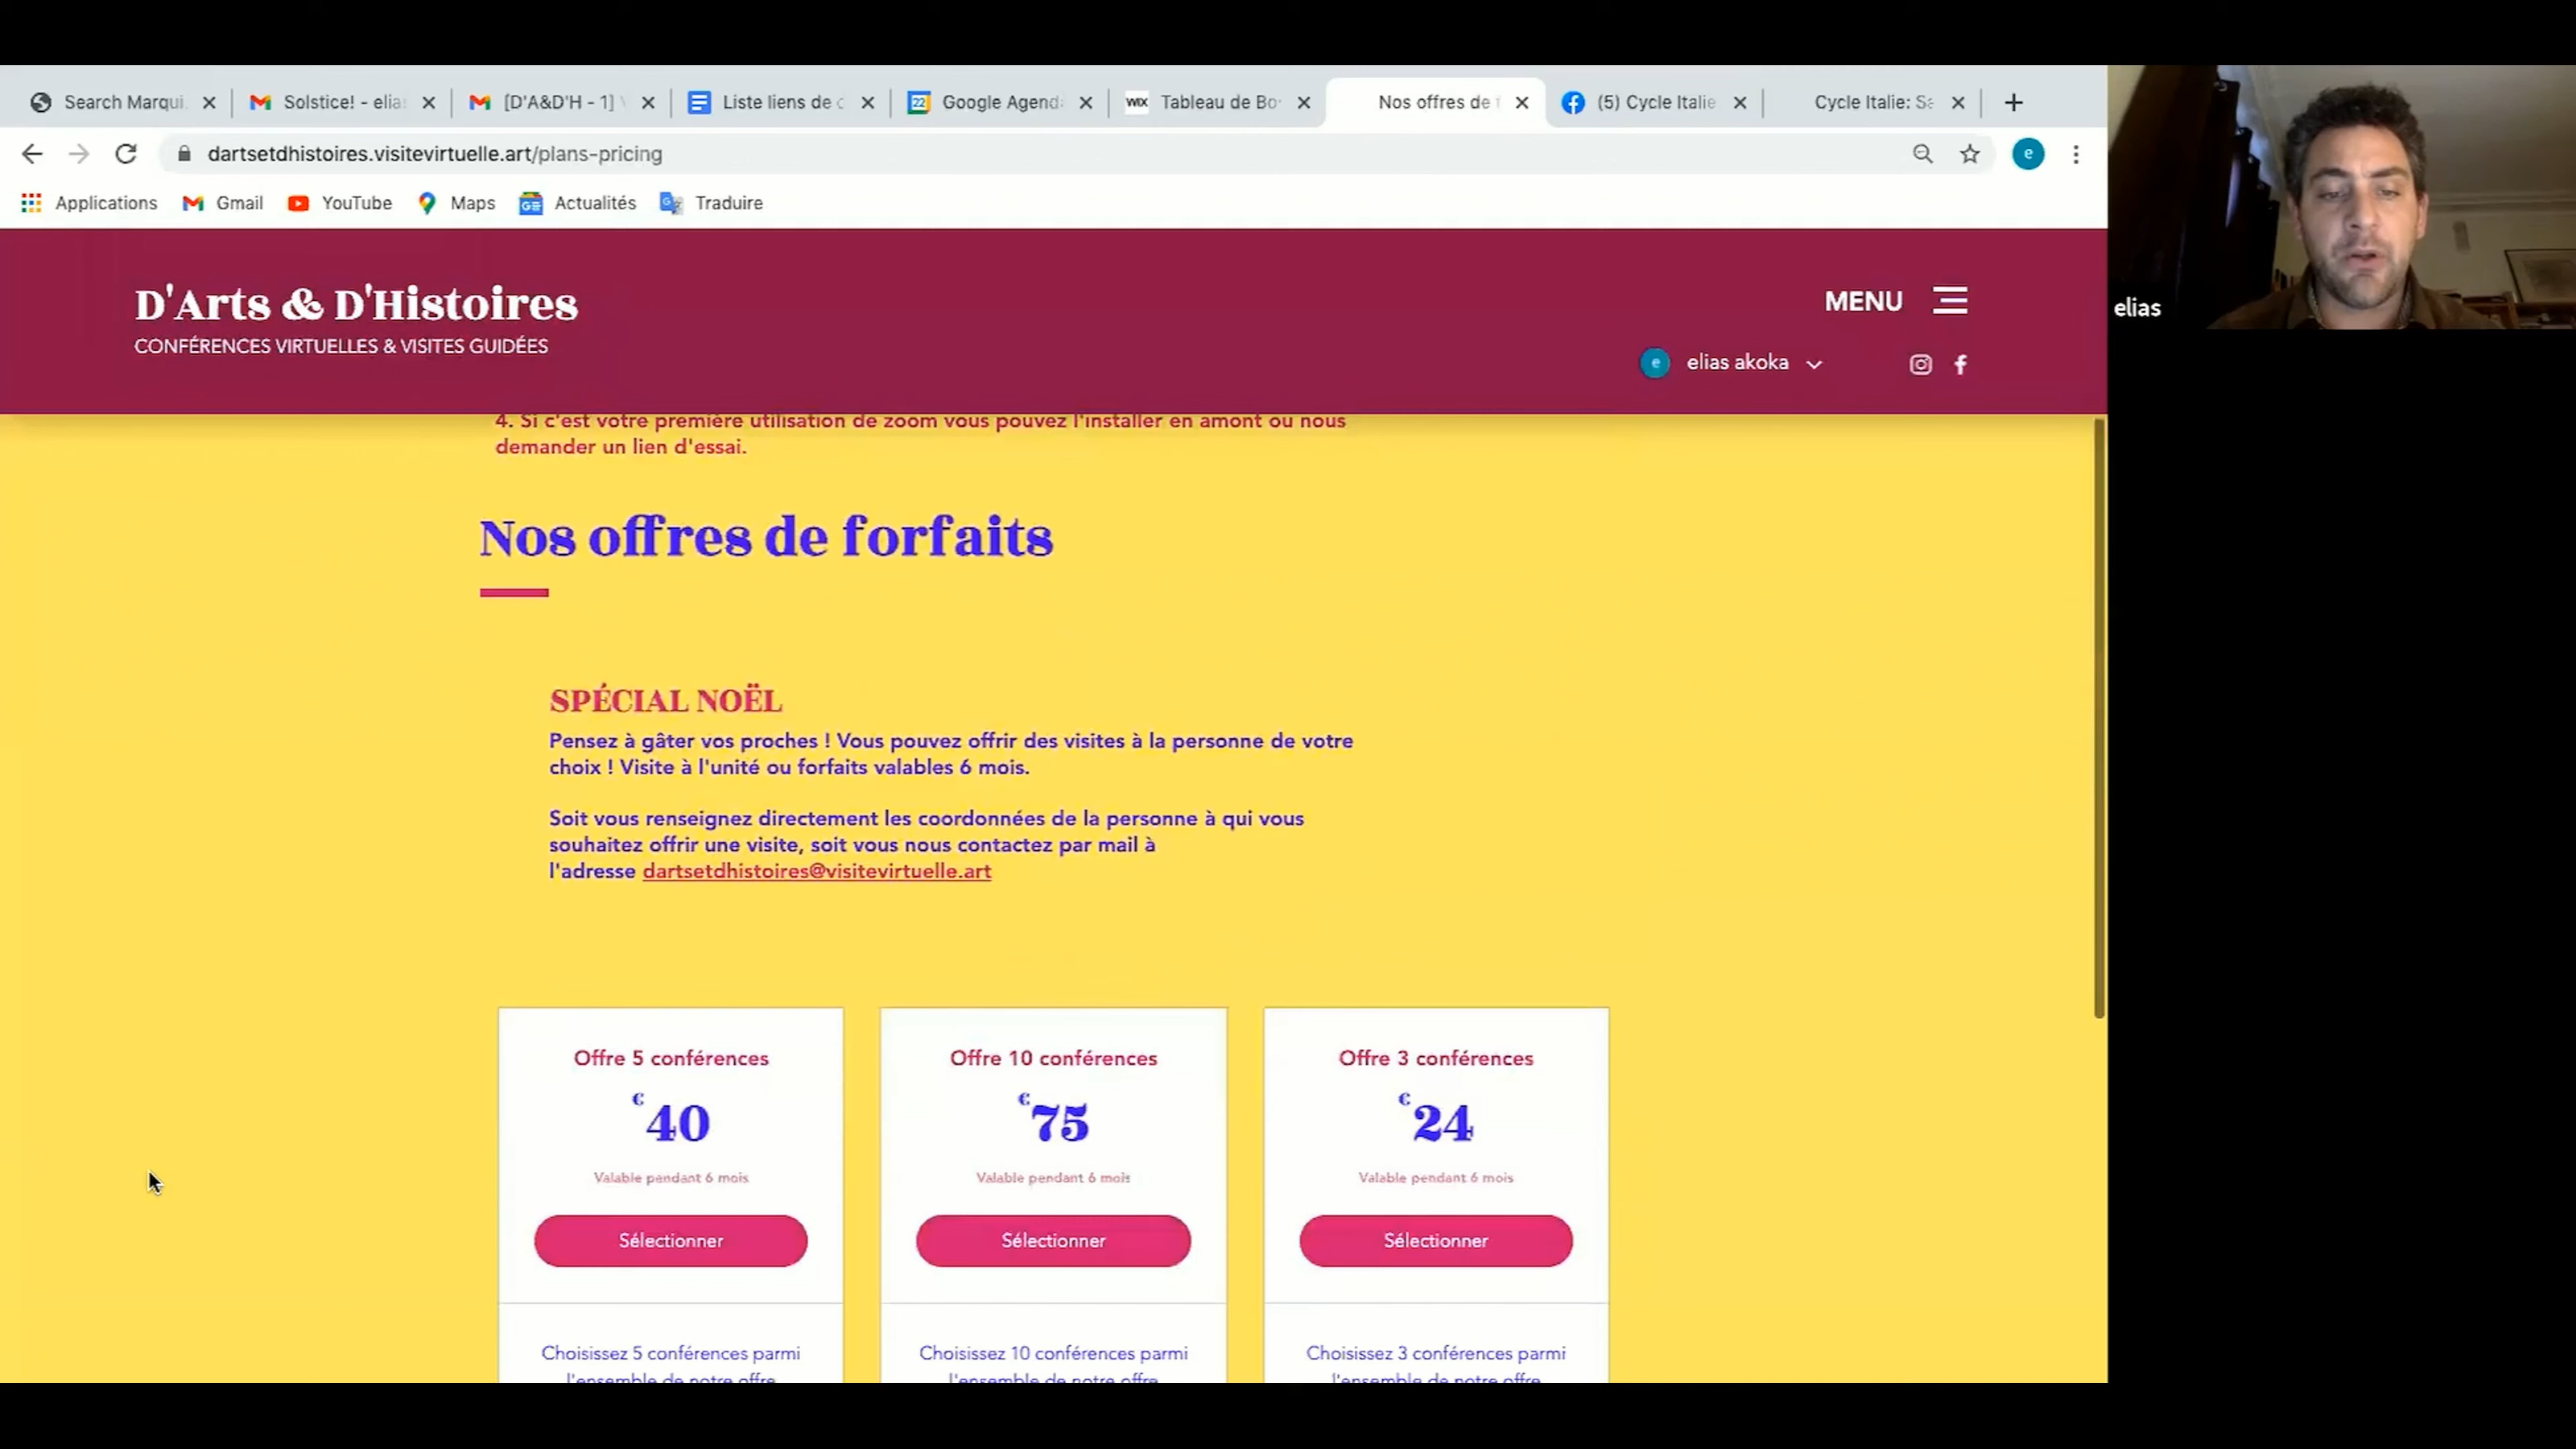 Search Marqui
Solstice! - elia
[D'A&D'H - 1]
Liste liens de c
Google Agend
Tableau de Bo
Nos offres de
(5) Cycle Italie
Cycle Italie: Se
dartsetdhistoires.visitevirtuelle.art/plans-pricing
e
Applications
Gmail
YouTube
Maps
Actualités
Traduire
D'Arts & D'Histoires
CONFÉRENCES VIRTUELLES & VISITES GUIDÉES
MENU
e
elias akoka
elias
4. Si c'est votre première utilisation de zoom vous pouvez l'installer en amont ou nous
demander un lien d'essai.
Nos offres de forfaits
SPÉCIAL NOËL
Pensez à gâter vos proches ! Vous pouvez offrir des visites à la personne de votre
choix ! Visite à l'unité ou forfaits valables 6 mois.
Soit vous renseignez directement les coordonnées de la personne à qui vous
souhaitez offrir une visite, soit vous nous contactez par mail à
l'adresse dartsetdhistoires@visitevirtuelle.art
Offre 5 conférences
€ 40
Valable pendant 6 mois
Sélectionner
Choisissez 5 conférences parmi
l'ensemble de notre offre
Offre 10 conférences
€ 75
Valable pendant 6 mois
Sélectionner
Choisissez 10 conférences parmi
l'ensemble de notre offre
Offre 3 conférences
€ 24
Valable pendant 6 mois
Sélectionner
Choisissez 3 conférences parmi
l'ensemble de notre offre